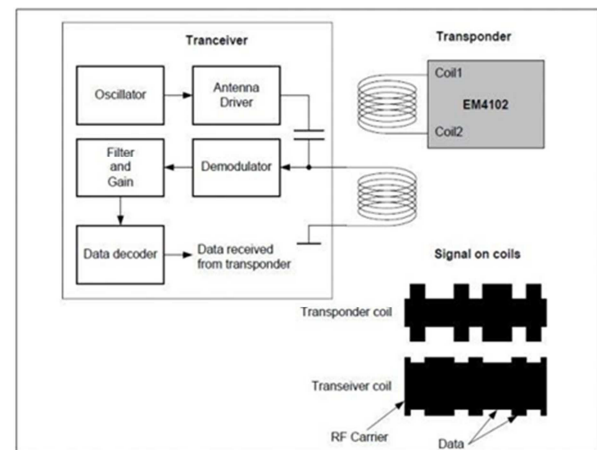 Tranceiver
Transponder
Oscillator
Antenna
Driver
Coil1
EM4102
Coil2
Filter
and
Gain
Demodulator
Data decoder
Data received
from transponder
Signal on coils
Transponder coil
Transeiver coil
RF Carrier
Data